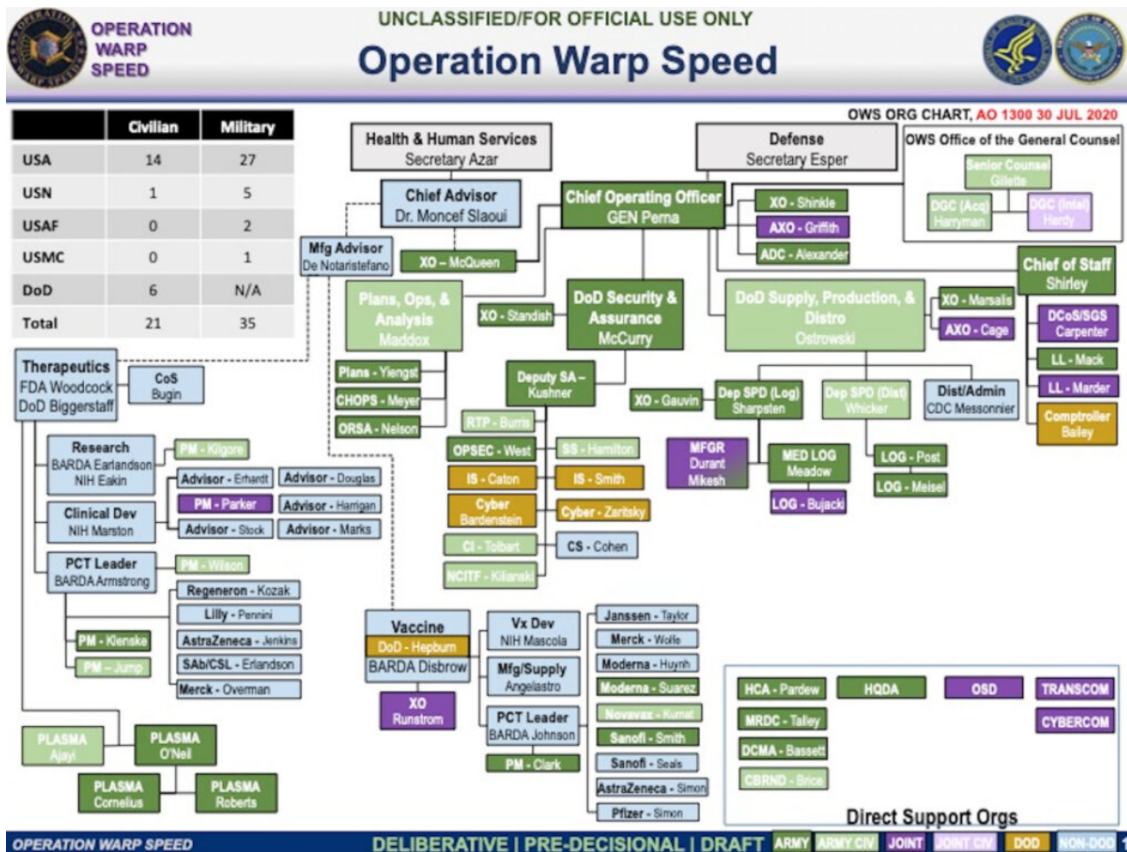 OPERATION
WARP
SPEED
UNCLASSIFIED/FOR OFFICIAL USE ONLY
Operation Warp Speed
OWS ORG CHART, AO 1300 30 JUL 2020
Civilian Military
USA 14 27
USN 1 5
USAF 0 2
USMC 0 1
DoD 6 N/A
Total 21 35
Health & Human Services
Secretary Azar
Defense
Secretary Esper
OWS Office of the General Counsel
Senior Counsel
Gillette
DGC (Acq)
Harryman
DGC (Intel)
Hardy
Chief Advisor
Dr. Moncef Slaoui
Chief Operating Officer
GEN Perna
XO - Shinkle
AXO - Griffith
ADC - Alexander
Mfg Advisor
De Notaristefano
XO – McQueen
Chief of Staff
Shirley
Plans, Ops, &
Analysis
Maddox
XO - Standish
DoD Security &
Assurance
McCurry
DoD Supply, Production, &
Distro
Ostrowski
XO - Marsalis
AXO - Cage
DCoS/SGS
Carpenter
LL - Mack
LL - Marder
Comptroller
Bailey
Plans - Yiengst
CHOPS - Meyer
ORSA - Nelson
Deputy SA –
Kushner
XO - Gauvin
Dep SPD (Log)
Sharpsten
Dep SPD (Dist)
Whicker
Dist/Admin
CDC Messonnier
RTP - Burris
OPSEC - West
SS - Hamilton
IS - Caton
IS - Smith
Cyber
Bardenstein
Cyber - Zaritsky
CI - Tolbart
CS - Cohen
NCITF - Kilianski
MFGR
Durant
Mikesh
MED LOG
Meadow
LOG - Bujacki
LOG - Post
LOG - Meisel
Therapeutics
FDA Woodcock
DoD Biggerstaff
CoS
Bugin
Research
BARDA Earlandson
NIH Eakin
PM - Kilgore
Clinical Dev
NIH Marston
Advisor - Erhardt
Advisor - Douglas
PM - Parker
Advisor - Harrigan
Advisor - Stock
Advisor - Marks
PCT Leader
BARDA Armstrong
PM - Wilson
Regeneron - Kozak
Lilly - Pennini
AstraZeneca - Jenkins
SAb/CSL - Erlandson
Merck - Overman
PM - Klenske
PM – Jump
PLASMA
Ajayi
PLASMA
O'Neil
PLASMA
Cornelius
PLASMA
Roberts
Vaccine
DoD - Hepburn
BARDA Disbrow
XO
Runstrom
Vx Dev
NIH Mascola
Mfg/Supply
Angelastro
PCT Leader
BARDA Johnson
PM - Clark
Janssen - Taylor
Merck - Wolfe
Moderna - Huynh
Moderna - Suarez
Novavax - Kumat
Sanofi - Smith
Sanofi - Seals
AstraZeneca - Simon
Pfizer - Simon
HCA - Pardew
HQDA
OSD
TRANSCOM
MRDC - Talley
CYBERCOM
DCMA - Bassett
CBRND - Brice
Direct Support Orgs
OPERATION WARP SPEED
DELIBERATIVE | PRE-DECISIONAL | DRAFT
ARMY
ARMY CIV
JOINT
JOINT CIV
DOD
NON-DOD
1